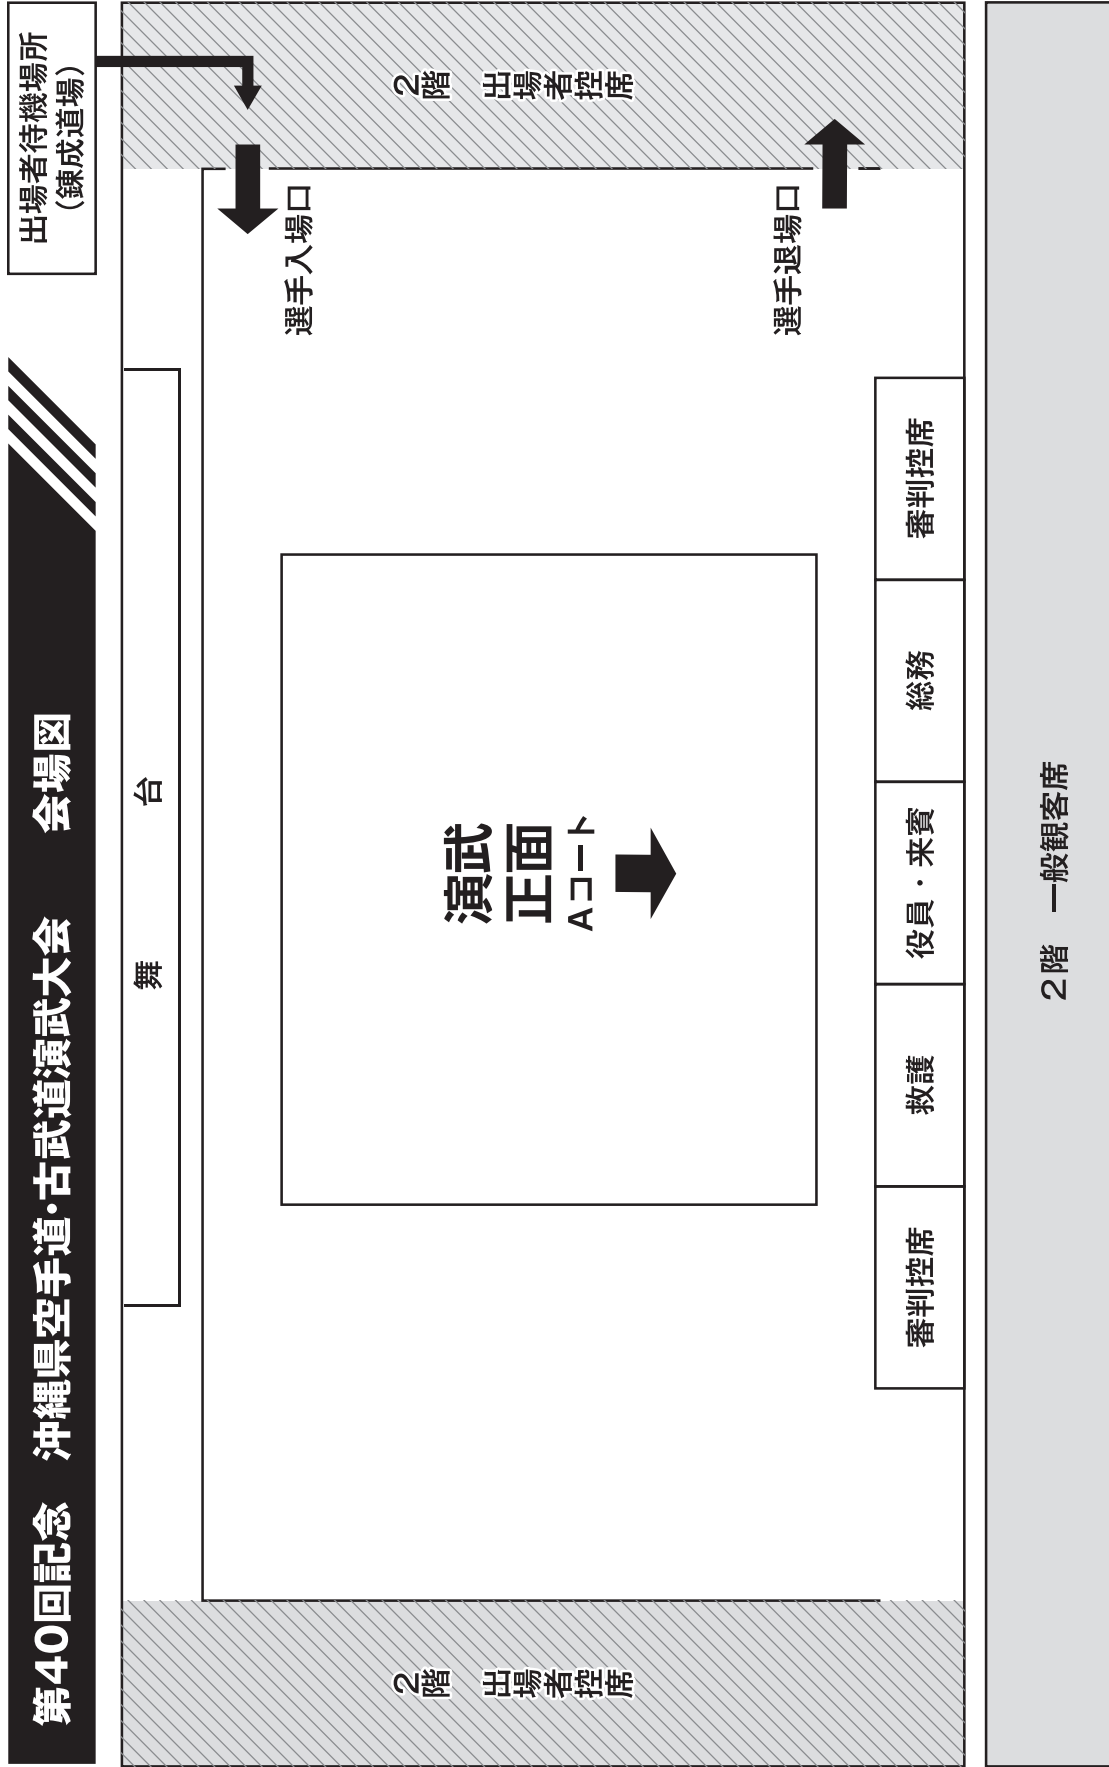 第40回記念　沖縄県空手道・古武道演武大会　会場図
出場者待機場所
（錬成道場）
舞　台
2階　出場者控席
2階　出場者控席
選手入場口
選手退場口
演武
正面
Aコート
審判控席
救護
役員・来賓
総務
審判控席
2階　一般観客席